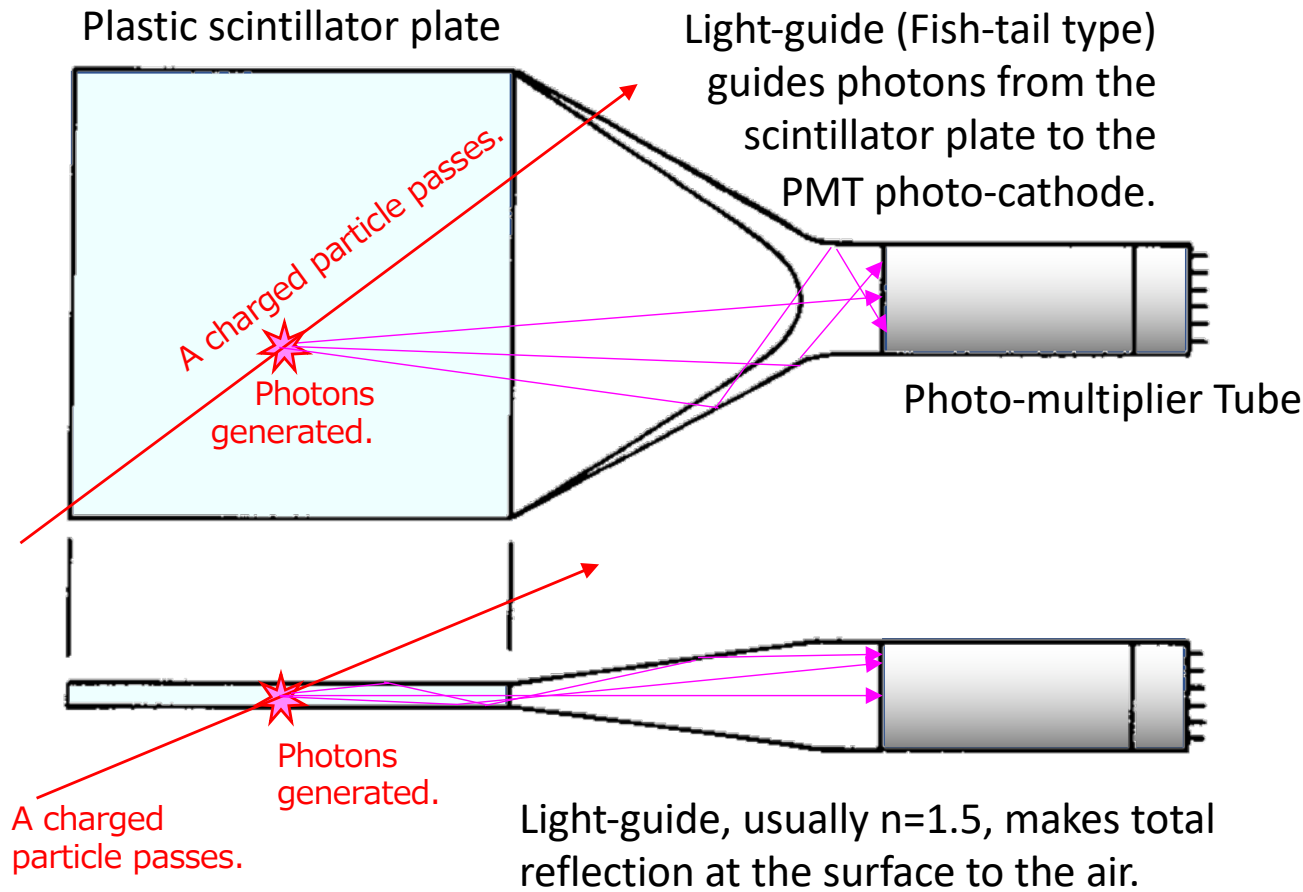 Plastic scintillator plate
Light-guide (Fish-tail type)
guides photons from the
scintillator plate to the
PMT photo-cathode.
A charged particle passes.
Photons
generated.
Photo-multiplier Tube
Photons
generated.
A charged
particle passes.
Light-guide, usually n=1.5, makes total
reflection at the surface to the air.